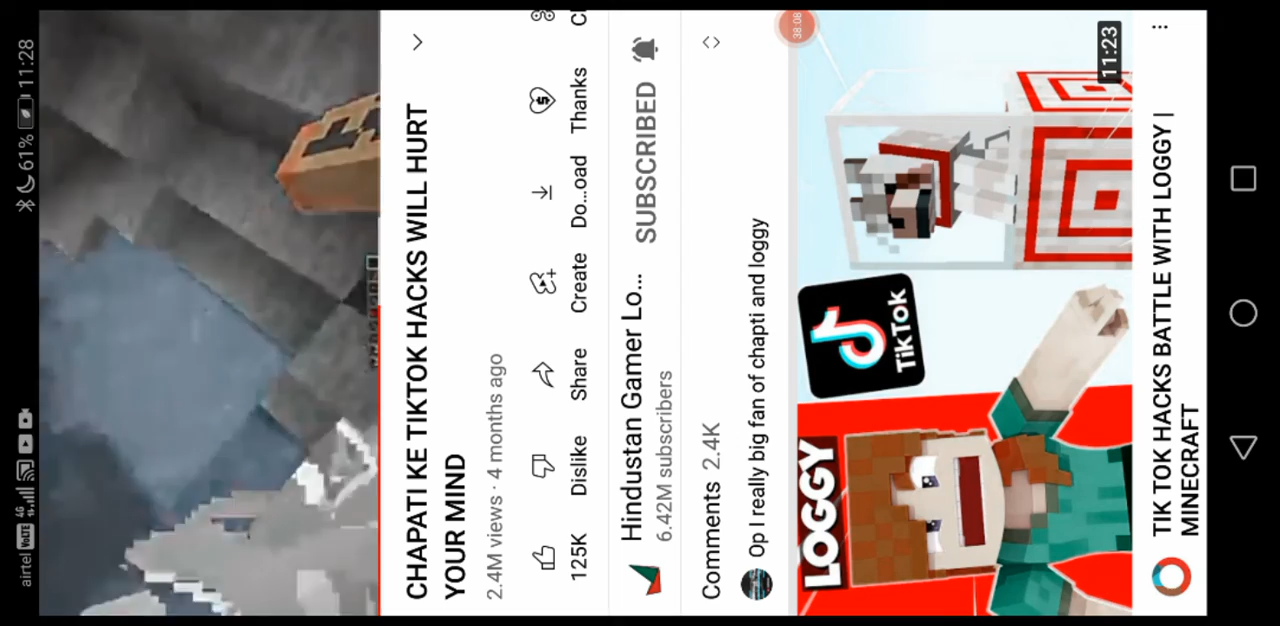 airtel VoLTE 4G 61% 11:28
CHAPATI KE TIKTOK HACKS WILL HURT
YOUR MIND
2.4M views · 4 months ago
125K Dislike Share Create Do...oad Thanks
Hindustan Gamer Lo... SUBSCRIBED
6.42M subscribers
Comments 2.4K
Op I really big fan of chapti and loggy
38:08
LOGGY
TikTok
11:23
TIK TOK HACKS BATTLE WITH LOGGY |
MINECRAFT